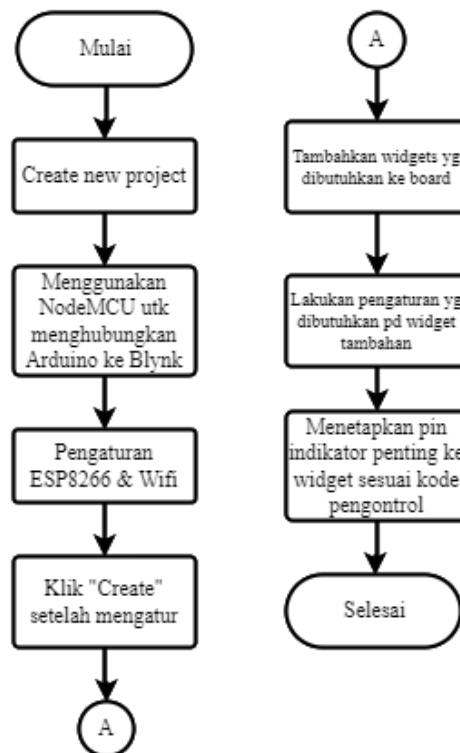 Mulai
Create new project
Menggunakan
NodeMCU utk
menghubungkan
Arduino ke Blynk
Pengaturan
ESP8266 & Wifi
Klik "Create"
setelah mengatur
A
A
Tambahkan widgets yg
dibutuhkan ke board
Lakukan pengaturan yg
dibutuhkan pd widget
tambahan
Menetapkan pin
indikator penting ke
widget sesuai kode
pengontrol
Selesai